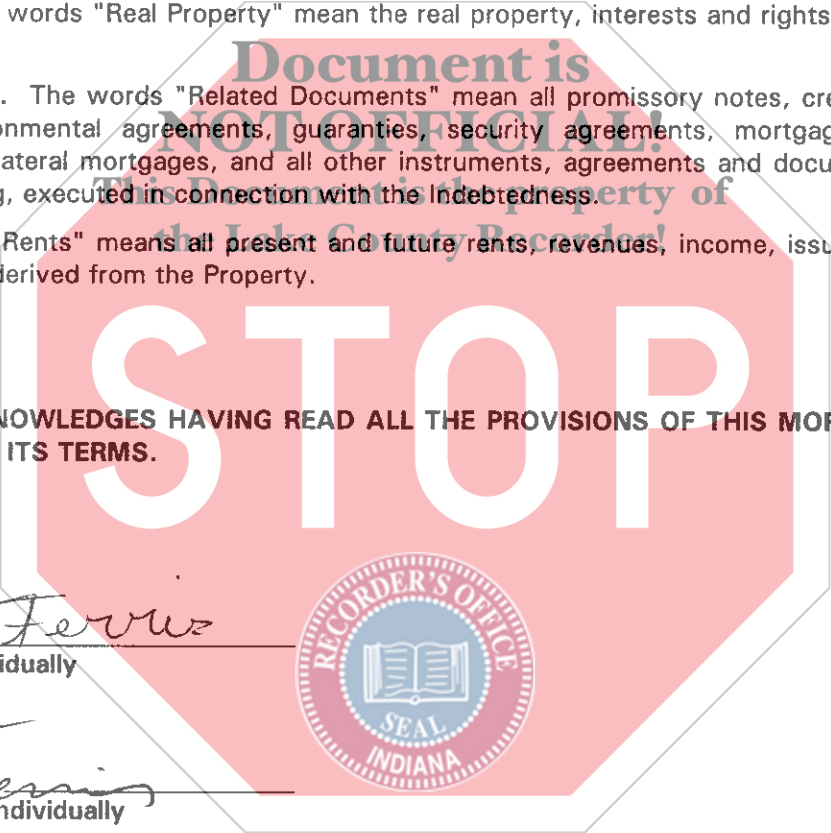 words "Real Property" mean the real property, interests and rights
Document is
. The words "Related Documents" mean all promissory notes, cre
onmental agreements, guaranties, security agreements, mortgag
NOT OFFICIAL!
ateral mortgages, and all other instruments, agreements and docu
g, executed in connection with the Indebtedness.
This Document is the property of
the Lake County Recorder!
Rents" means all present and future rents, revenues, income, issu
derived from the Property.
STOP
NOWLEDGES HAVING READ ALL THE PROVISIONS OF THIS MOR
ITS TERMS.
Ferris
idually
RECORDER'S OFFICE
SEAL
INDIANA
ndividually